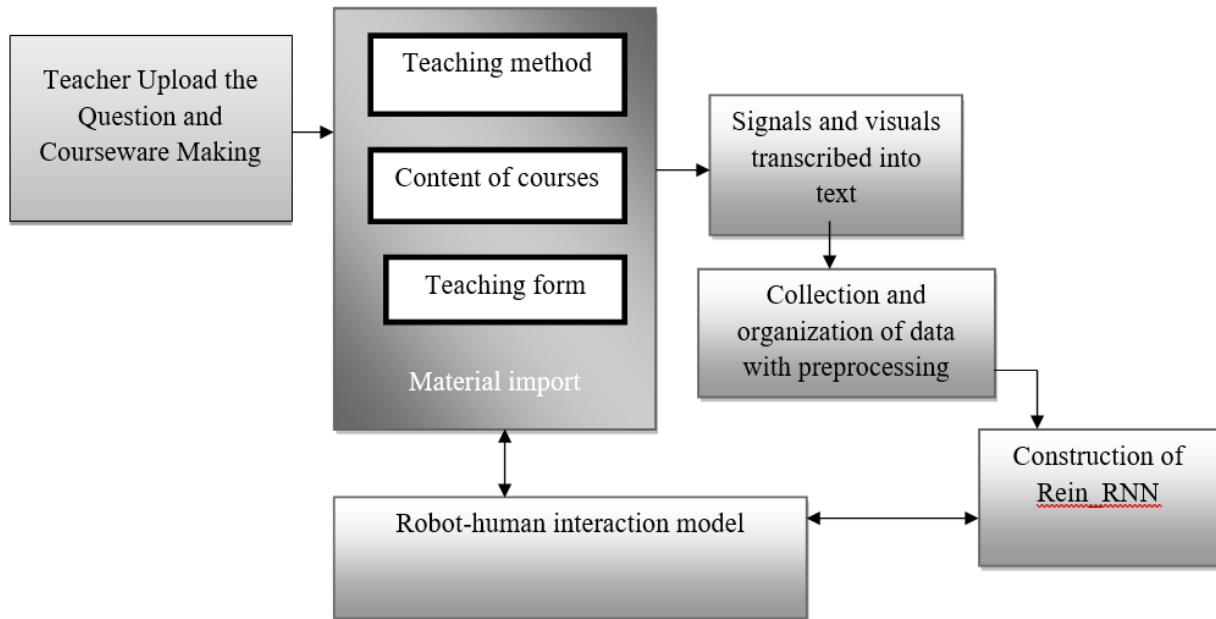 Teacher Upload the
Question and
Courseware Making
Teaching method
Content of courses
Teaching form
Material import
Signals and visuals
transcribed into
text
Collection and
organization of data
with preprocessing
Construction of
Rein_RNN
Robot-human interaction model